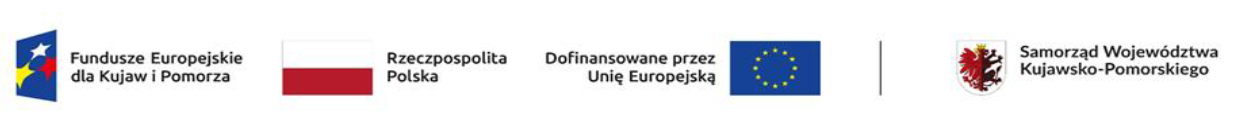 Fundusze Europejskie
dla Kujaw i Pomorza
Rzeczpospolita
Polska
Dofinansowane przez
Unię Europejską
Samorząd Województwa
Kujawsko-Pomorskiego